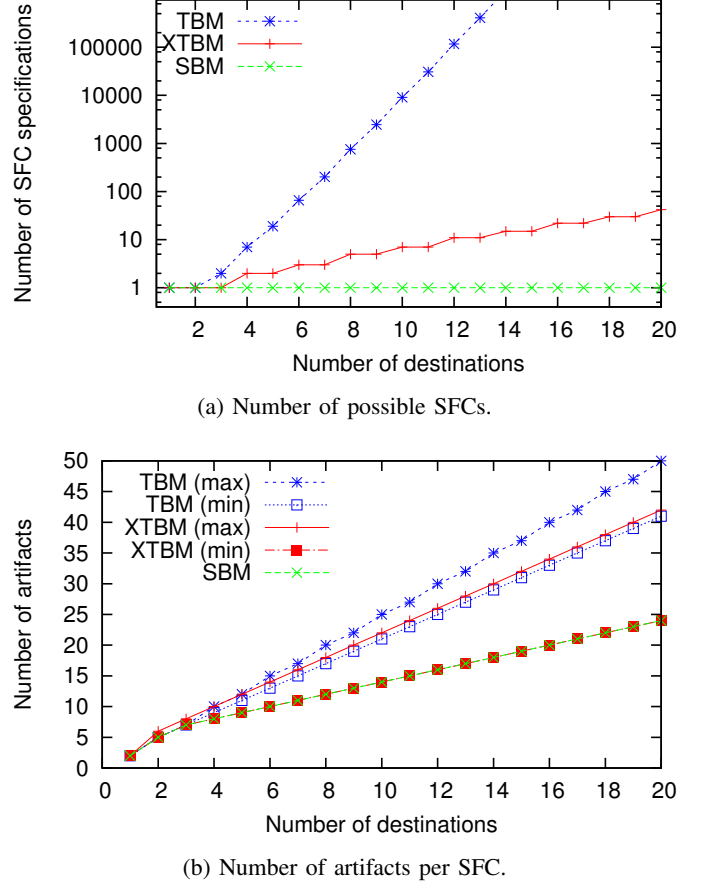 TBM
XTBM
SBM
100000
10000
1000
100
10
1
2 4 6 8 10 12 14 16 18 20
Number of SFC specifications
Number of destinations
(a) Number of possible SFCs.
50
45
40
35
30
25
20
15
10
5
0
TBM (max)
TBM (min)
XTBM (max)
XTBM (min)
SBM
0 2 4 6 8 10 12 14 16 18 20
Number of artifacts
Number of destinations
(b) Number of artifacts per SFC.